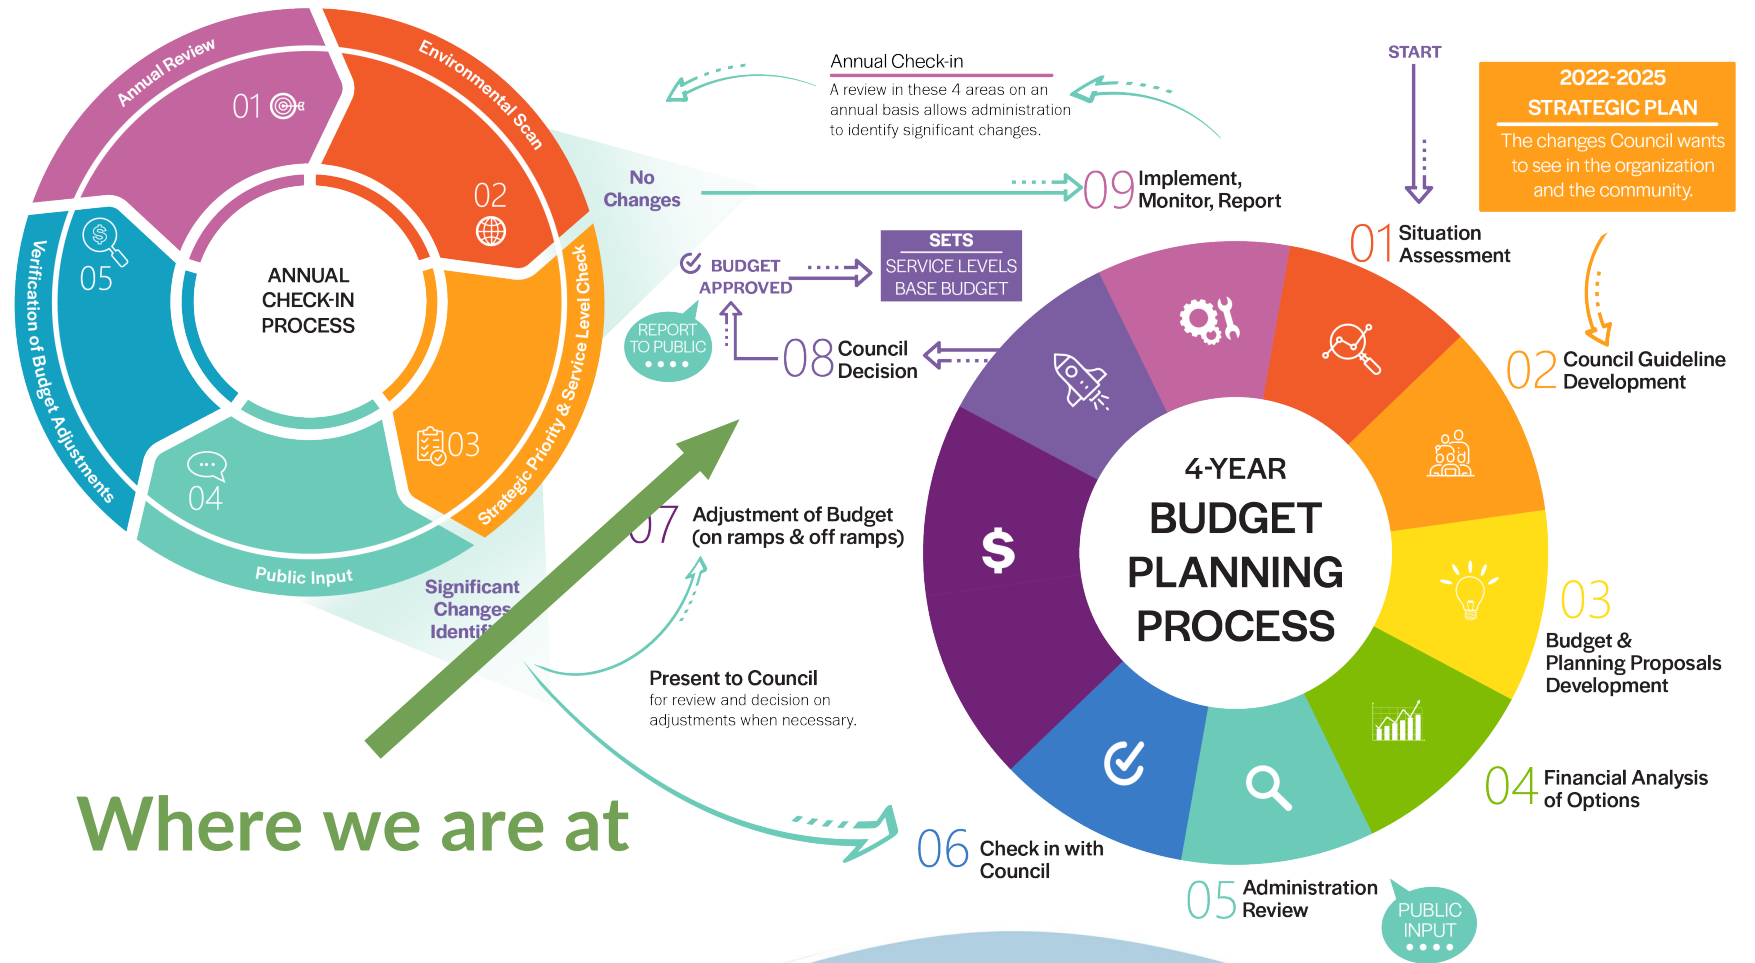 Annual Review
01
Environmental Scan
02
Strategic Priority & Service Level Check
03
Public Input
04
Verification of Budget Adjustments
05
ANNUAL
CHECK-IN
PROCESS
Annual Check-in
A review in these 4 areas on an
annual basis allows administration
to identify significant changes.
No
Changes
START
2022-2025
STRATEGIC PLAN
The changes Council wants
to see in the organization
and the community.
09 Implement,
Monitor, Report
01 Situation
Assessment
BUDGET
APPROVED
SETS
SERVICE LEVELS
BASE BUDGET
REPORT
TO PUBLIC
08 Council
Decision
02 Council Guideline
Development
4-YEAR
BUDGET
PLANNING
PROCESS
07 Adjustment of Budget
(on ramps & off ramps)
Significant
Changes
Present to Council
for review and decision on
adjustments when necessary.
03
Budget &
Planning Proposals
Development
04 Financial Analysis
of Options
Where we are at
06 Check in with
Council
05 Administration
Review
PUBLIC
INPUT